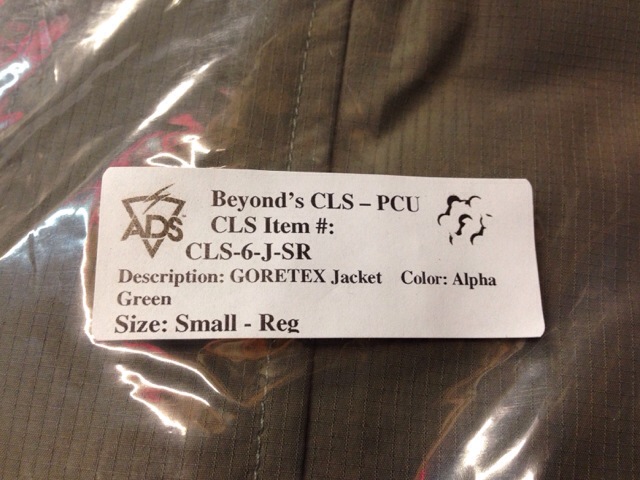 ADS
Beyond's CLS – PCU
CLS Item #:
CLS-6-J-SR
Description: GORETEX Jacket Color: Alpha
Green
Size: Small - Reg